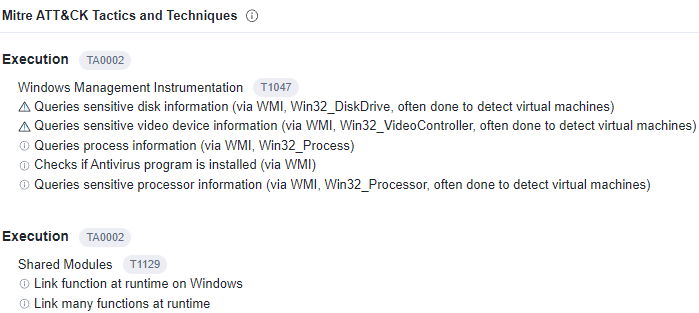 Mitre ATT&CK Tactics and Techniques
Execution TA0002
Windows Management Instrumentation T1047
Queries sensitive disk information (via WMI, Win32_DiskDrive, often done to detect virtual machines)
Queries sensitive video device information (via WMI, Win32_VideoController, often done to detect virtual machines)
Queries process information (via WMI, Win32_Process)
Checks if Antivirus program is installed (via WMI)
Queries sensitive processor information (via WMI, Win32_Processor, often done to detect virtual machines)
Execution TA0002
Shared Modules T1129
Link function at runtime on Windows
Link many functions at runtime